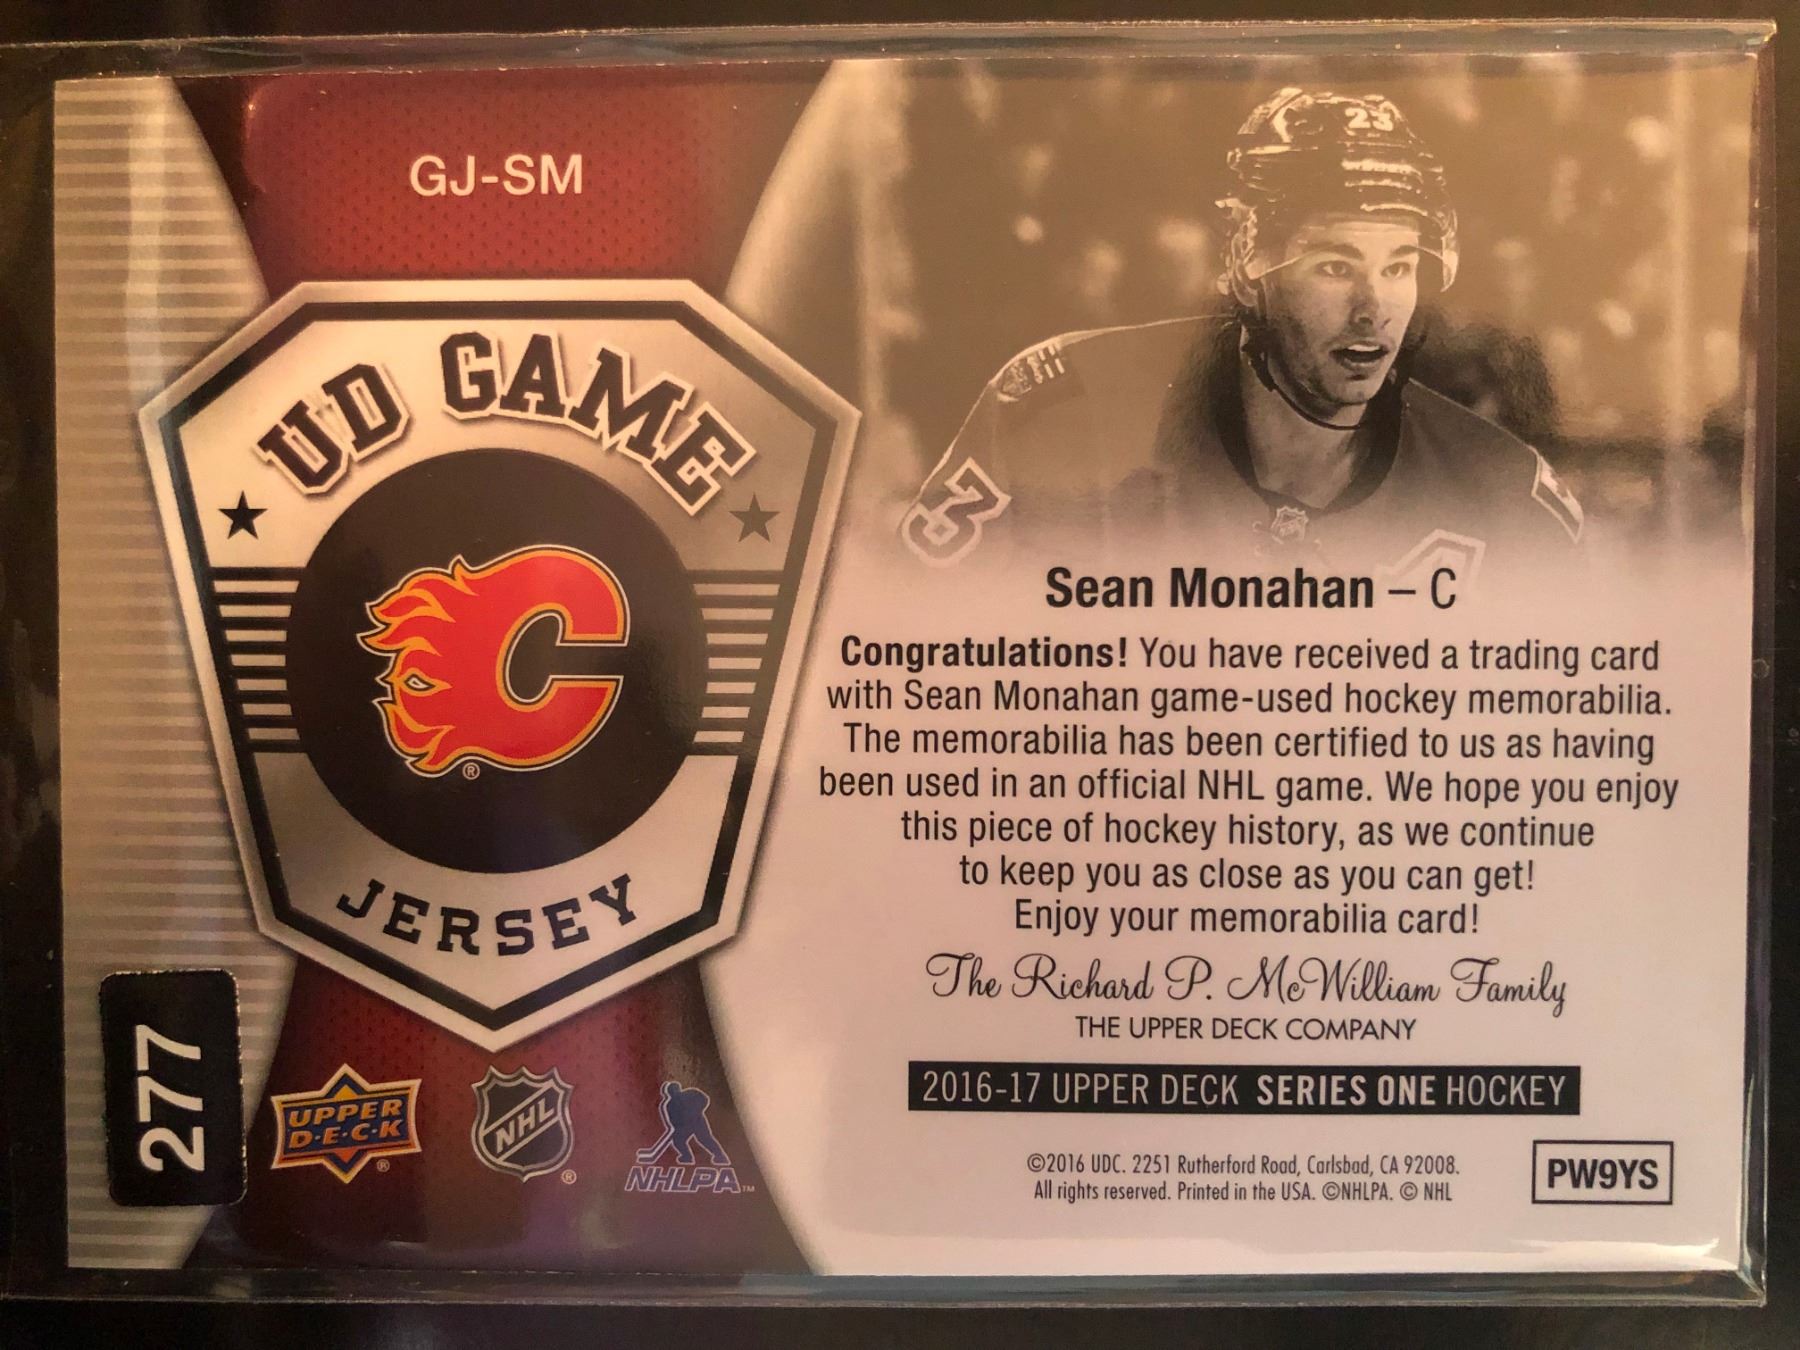 GJ-SM
UD GAME
®
JERSEY
277
UPPER
D·E·C·K
®
NHL
®
NHLPA™
23
3
A
Sean Monahan – C
Congratulations! You have received a trading card
with Sean Monahan game-used hockey memorabilia.
The memorabilia has been certified to us as having
been used in an official NHL game. We hope you enjoy
this piece of hockey history, as we continue
to keep you as close as you can get!
Enjoy your memorabilia card!
The Richard P. McWilliam Family
THE UPPER DECK COMPANY
2016-17 UPPER DECK SERIES ONE HOCKEY
©2016 UDC. 2251 Rutherford Road, Carlsbad, CA 92008.
All rights reserved. Printed in the USA. ©NHLPA. © NHL
PW9YS